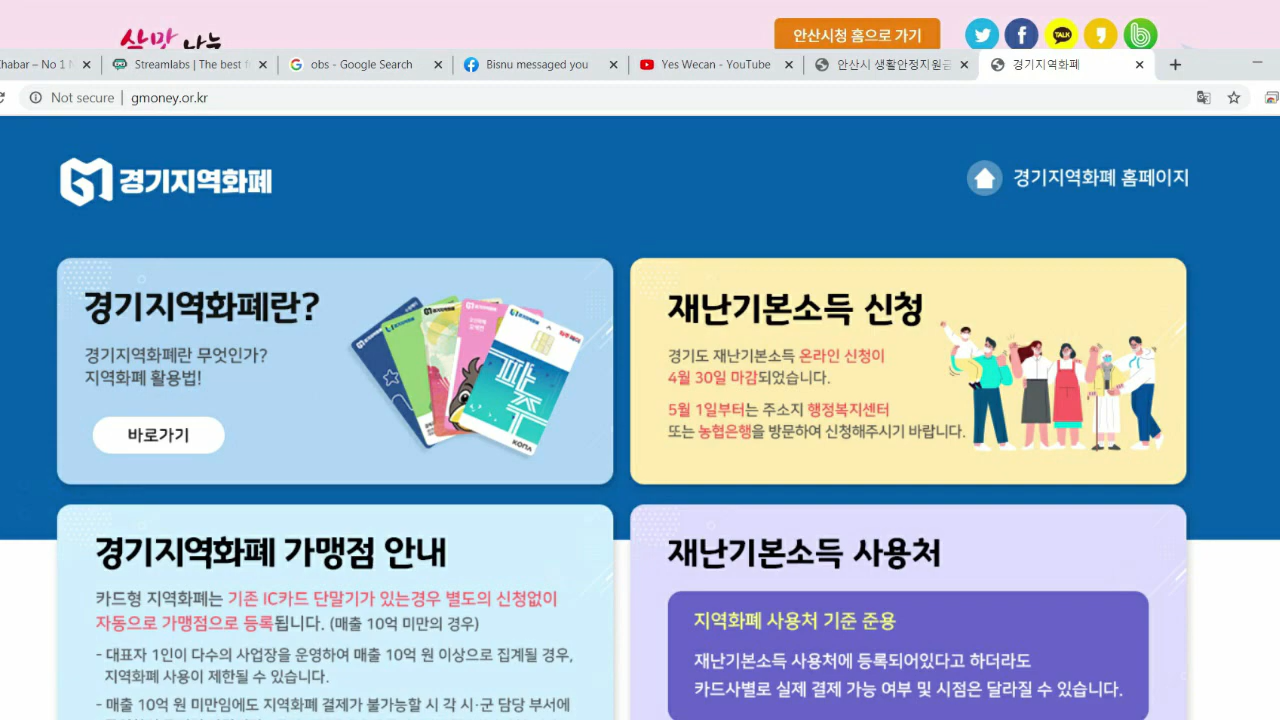 살맛 나는
안산시청 홈으로 가기
TALK
Khabar – No 1 N
Streamlabs | The best f
obs - Google Search
Bisnu messaged you
Yes Wecan - YouTube
안산시 생활안정지원금
경기지역화폐
Not secure
gmoney.or.kr
경기지역화폐
경기지역화폐 홈페이지
경기지역화폐란?
경기지역화폐란 무엇인가?
지역화폐 활용법!
바로가기
파주
KONA
재난기본소득 신청
경기도 재난기본소득 온라인 신청이
4월 30일 마감되었습니다.
5월 1일부터는 주소지 행정복지센터
또는 농협은행을 방문하여 신청해주시기 바랍니다.
경기지역화폐 가맹점 안내
카드형 지역화폐는 기존 IC카드 단말기가 있는경우 별도의 신청없이
자동으로 가맹점으로 등록됩니다. (매출 10억 미만의 경우)
- 대표자 1인이 다수의 사업장을 운영하여 매출 10억 원 이상으로 집계될 경우,
지역화폐 사용이 제한될 수 있습니다.
- 매출 10억 원 미만임에도 지역화폐 결제가 불가능할 시 각 시·군 담당 부서에
재난기본소득 사용처
지역화폐 사용처 기준 준용
재난기본소득 사용처에 등록되어있다고 하더라도
카드사별로 실제 결제 가능 여부 및 시점은 달라질 수 있습니다.